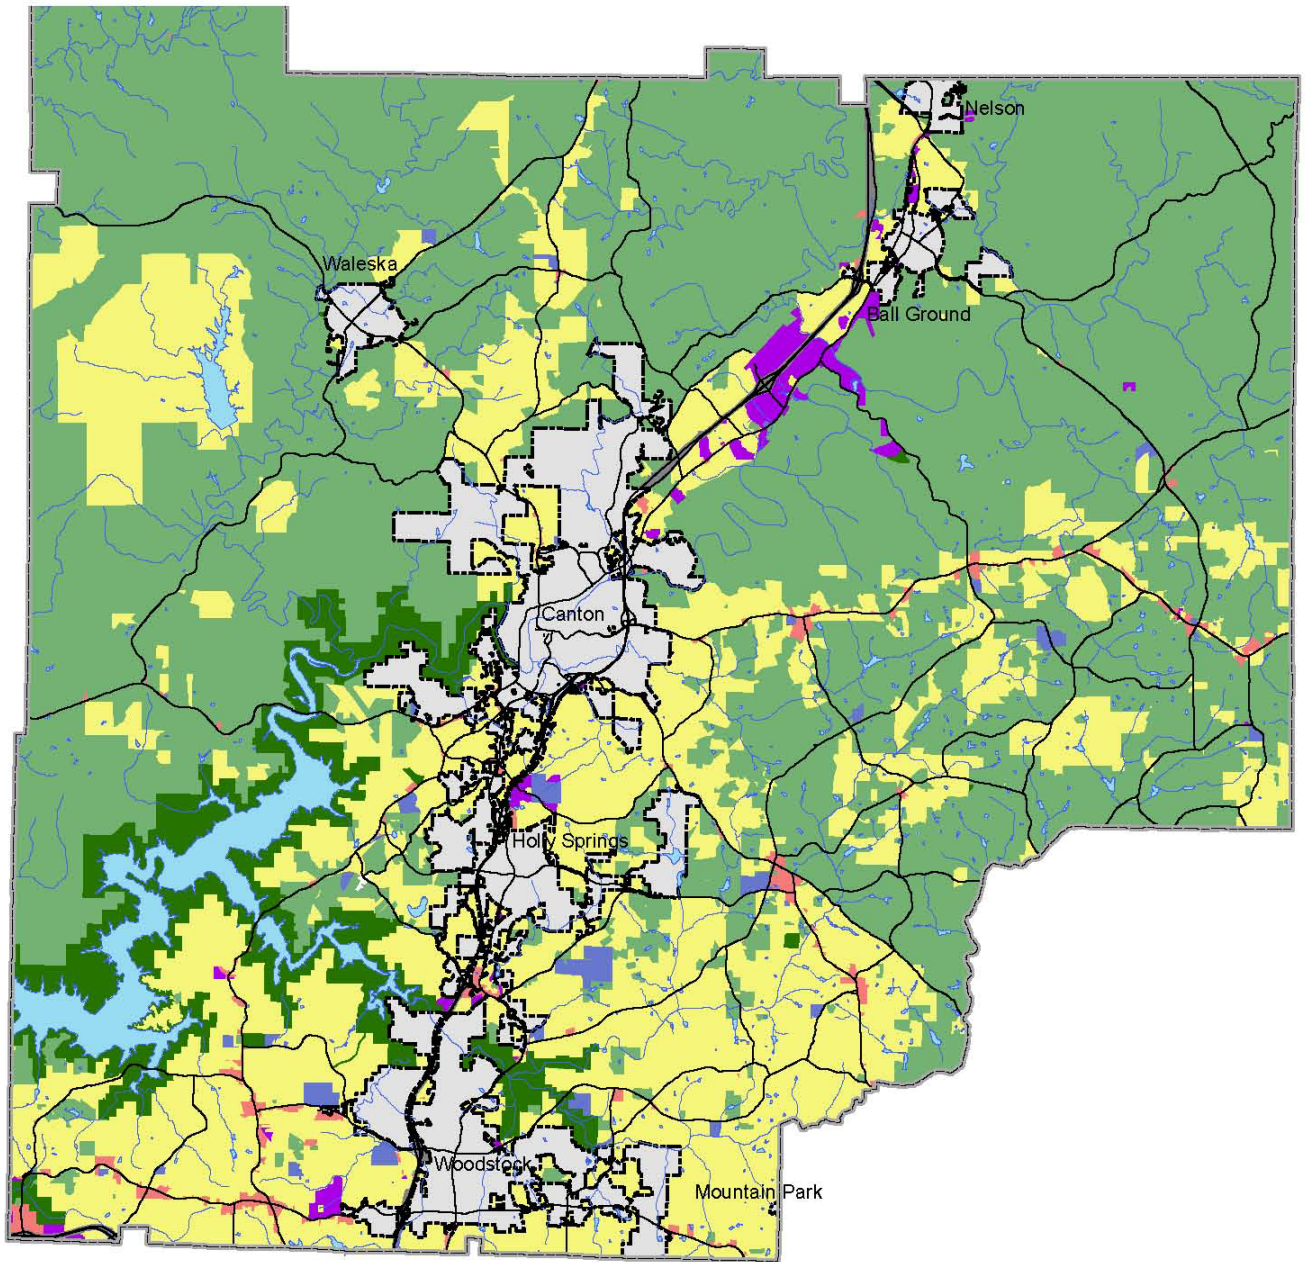 Nelson
Waleska
Ball Ground
Canton
Holly Springs
Woodstock
Mountain Park